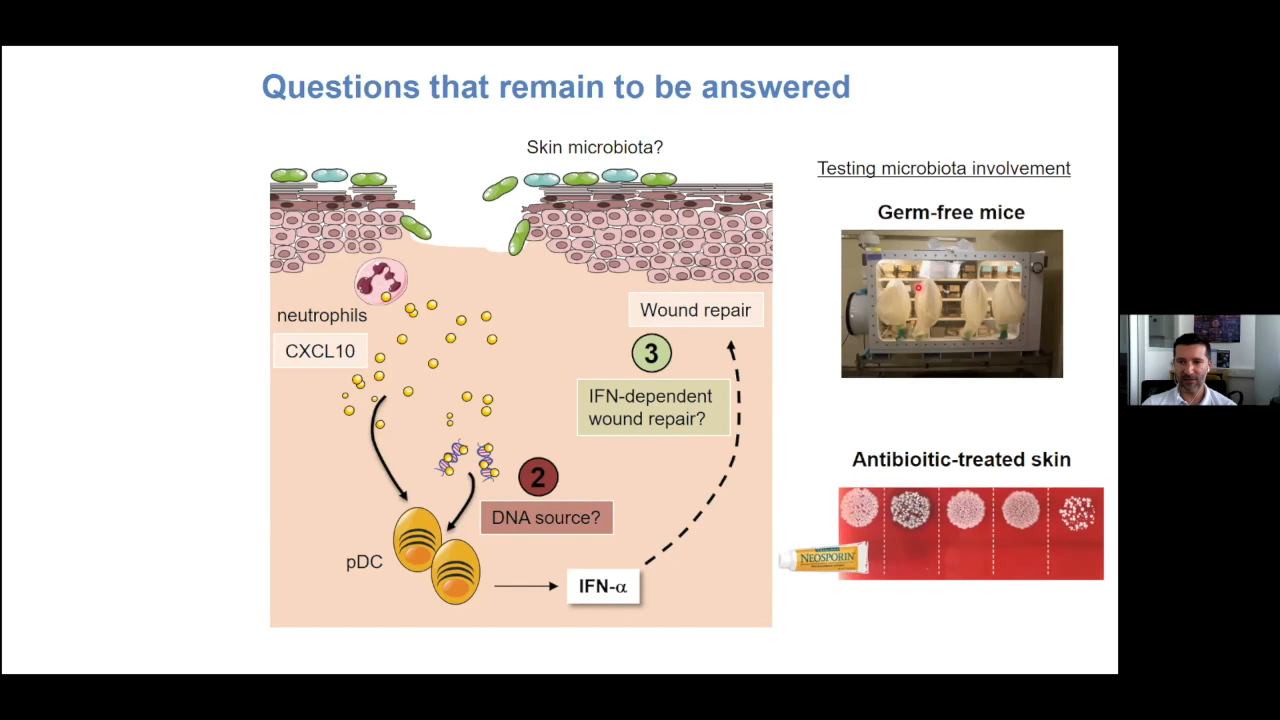 Questions that remain to be answered
Skin microbiota?
Testing microbiota involvement
Germ-free mice
neutrophils
CXCL10
Wound repair
3
IFN-dependent
wound repair?
2
DNA source?
pDC
IFN-α
Antibioitic-treated skin
NEOSPORIN